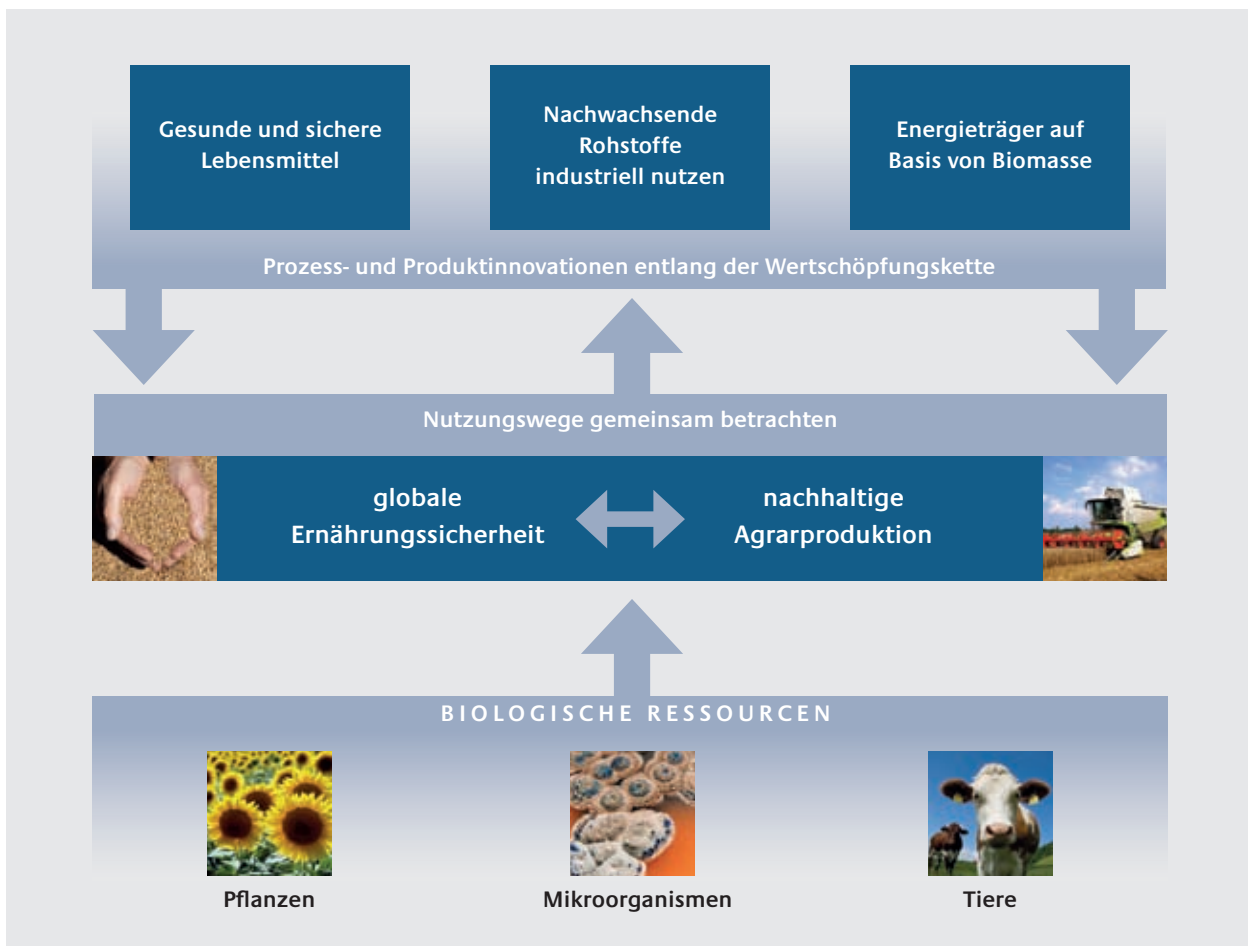 Gesunde und sichere
Lebensmittel
Nachwachsende
Rohstoffe
industriell nutzen
Energieträger auf
Basis von Biomasse
Prozess- und Produktinnovationen entlang der Wertschöpfungskette
Nutzungswege gemeinsam betrachten
globale
Ernährungssicherheit
nachhaltige
Agrarproduktion
BIOLOGISCHE RESSOURCEN
Pflanzen
Mikroorganismen
Tiere